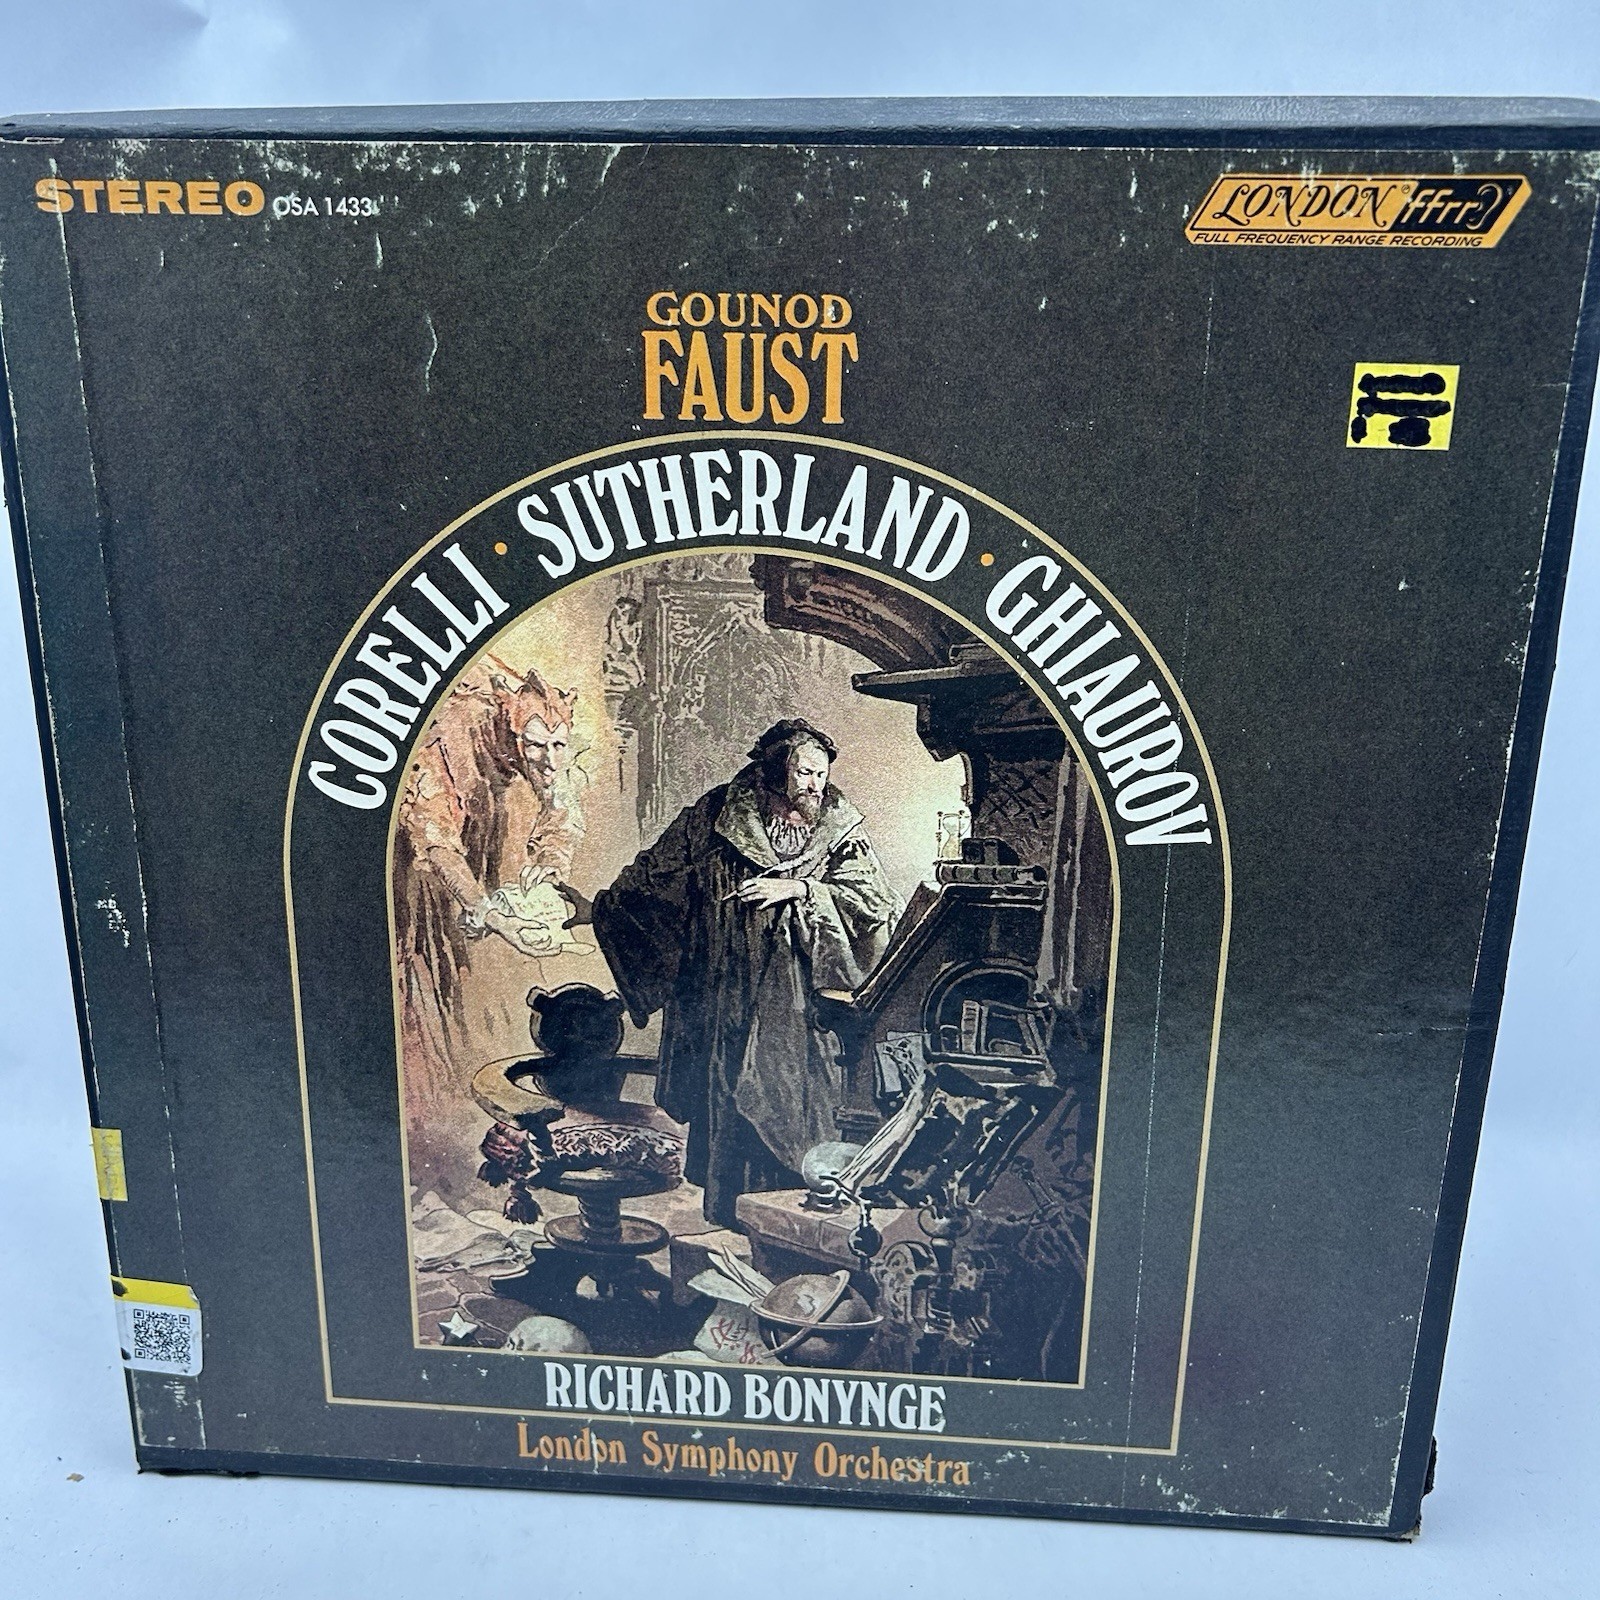 STEREO OSA 1433
LONDON® ffrr
FULL FREQUENCY RANGE RECORDING
GOUNOD
FAUST
CORELLI · SUTHERLAND · GHIAUROV
RICHARD BONYNGE
London Symphony Orchestra